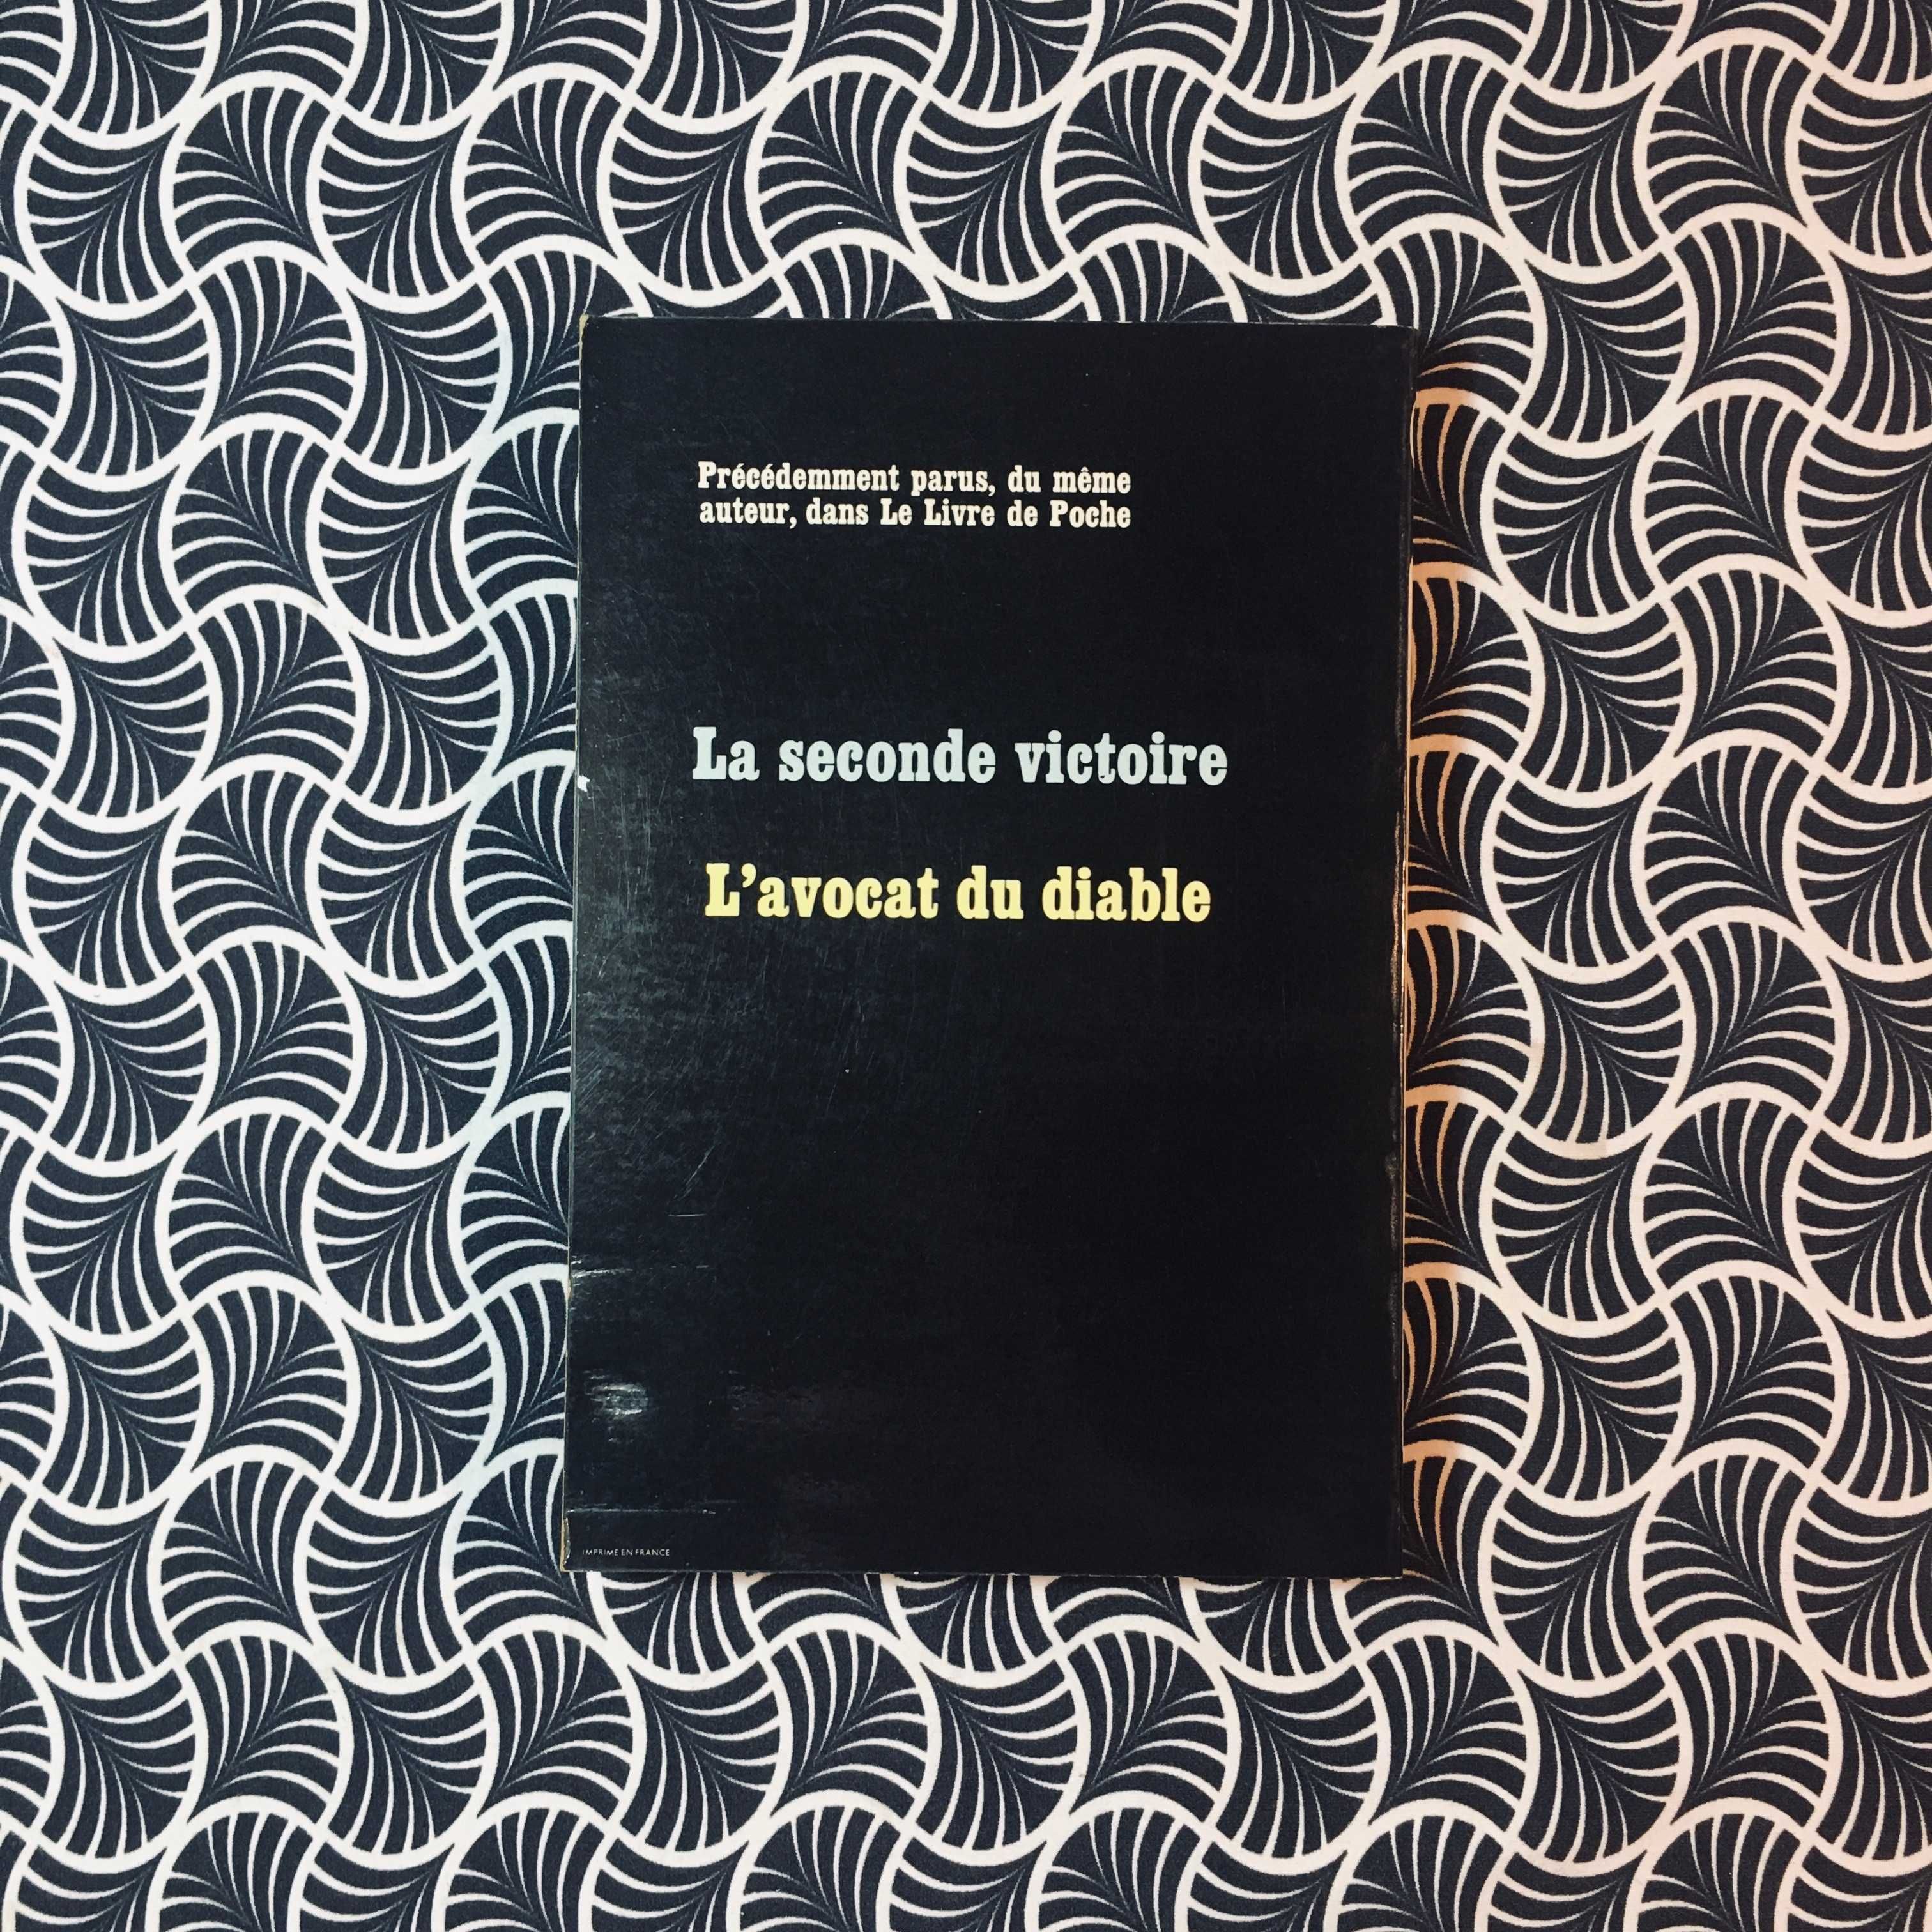 Précédemment parus, du même
auteur, dans Le Livre de Poche
La seconde victoire
L'avocat du diable
IMPRIMÉ EN FRANCE